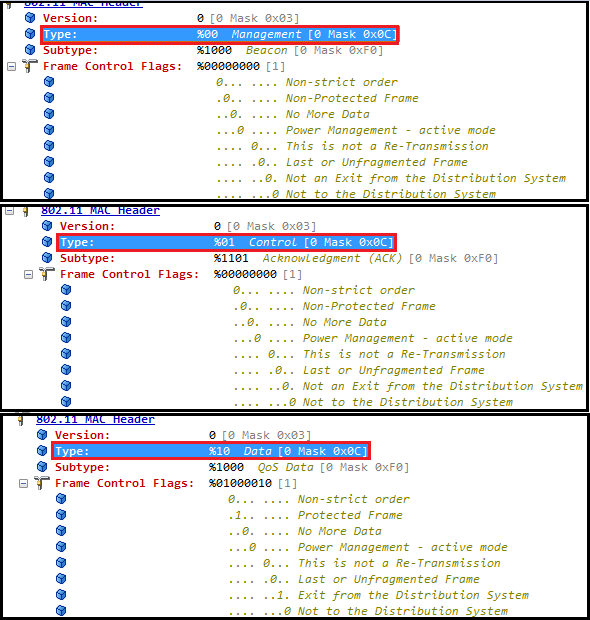 802.11 MAC Header
Version: 0 [0 Mask 0x03]
Type: %00 Management [0 Mask 0x0C]
Subtype: %1000 Beacon [0 Mask 0xF0]
Frame Control Flags: %00000000 [1]
0... .... Non-strict order
.0.. .... Non-Protected Frame
..0. .... No More Data
...0 .... Power Management - active mode
.... 0... This is not a Re-Transmission
.... .0.. Last or Unfragmented Frame
.... ..0. Not an Exit from the Distribution System
.... ...0 Not to the Distribution System
802.11 MAC Header
Version: 0 [0 Mask 0x03]
Type: %01 Control [0 Mask 0x0C]
Subtype: %1101 Acknowledgment (ACK) [0 Mask 0xF0]
Frame Control Flags: %00000000 [1]
0... .... Non-strict order
.0.. .... Non-Protected Frame
..0. .... No More Data
...0 .... Power Management - active mode
.... 0... This is not a Re-Transmission
.... .0.. Last or Unfragmented Frame
.... ..0. Not an Exit from the Distribution System
.... ...0 Not to the Distribution System
802.11 MAC Header
Version: 0 [0 Mask 0x03]
Type: %10 Data [0 Mask 0x0C]
Subtype: %1000 QoS Data [0 Mask 0xF0]
Frame Control Flags: %01000010 [1]
0... .... Non-strict order
.1.. .... Protected Frame
..0. .... No More Data
...0 .... Power Management - active mode
.... 0... This is not a Re-Transmission
.... .0.. Last or Unfragmented Frame
.... ..1. Exit from the Distribution System
.... ...0 Not to the Distribution System